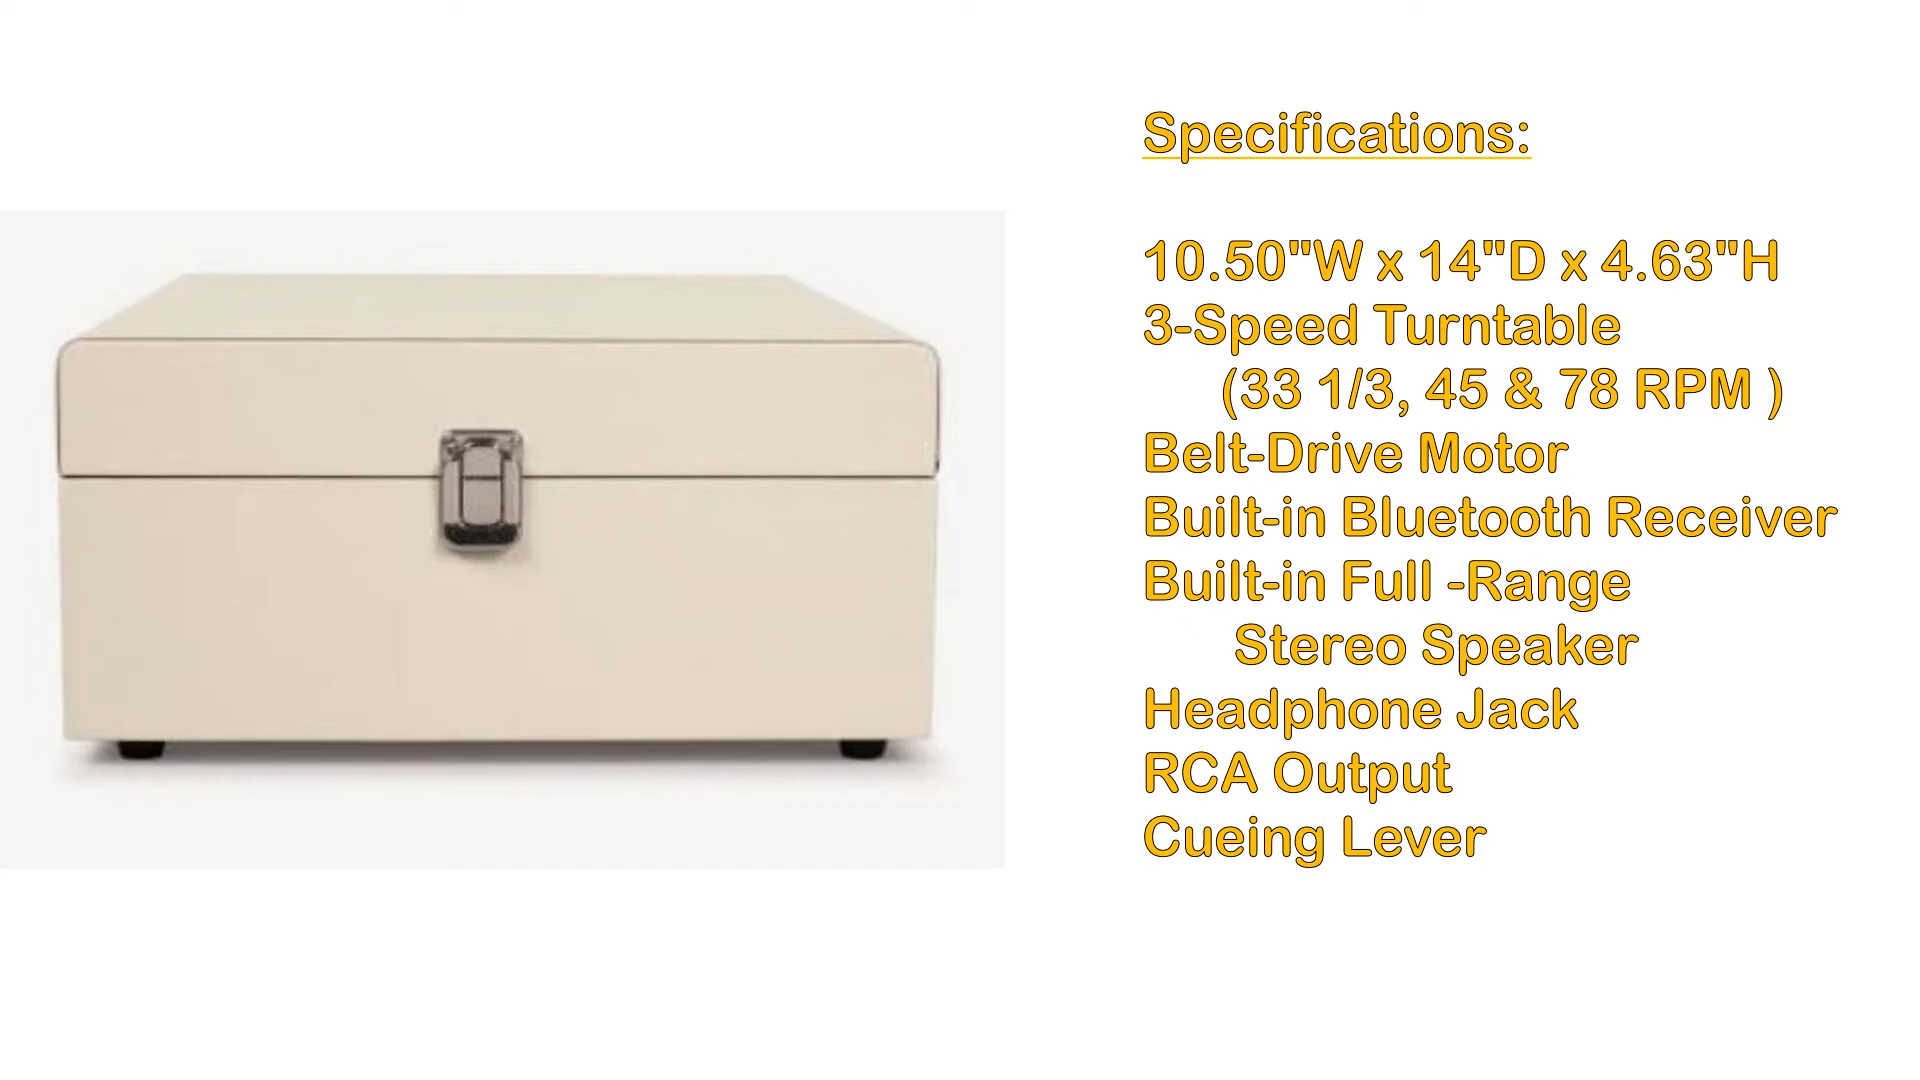 Specifications:
10.50"W x 14"D x 4.63"H
3-Speed Turntable
(33 1/3, 45 & 78 RPM )
Belt-Drive Motor
Built-in Bluetooth Receiver
Built-in Full -Range
Stereo Speaker
Headphone Jack
RCA Output
Cueing Lever